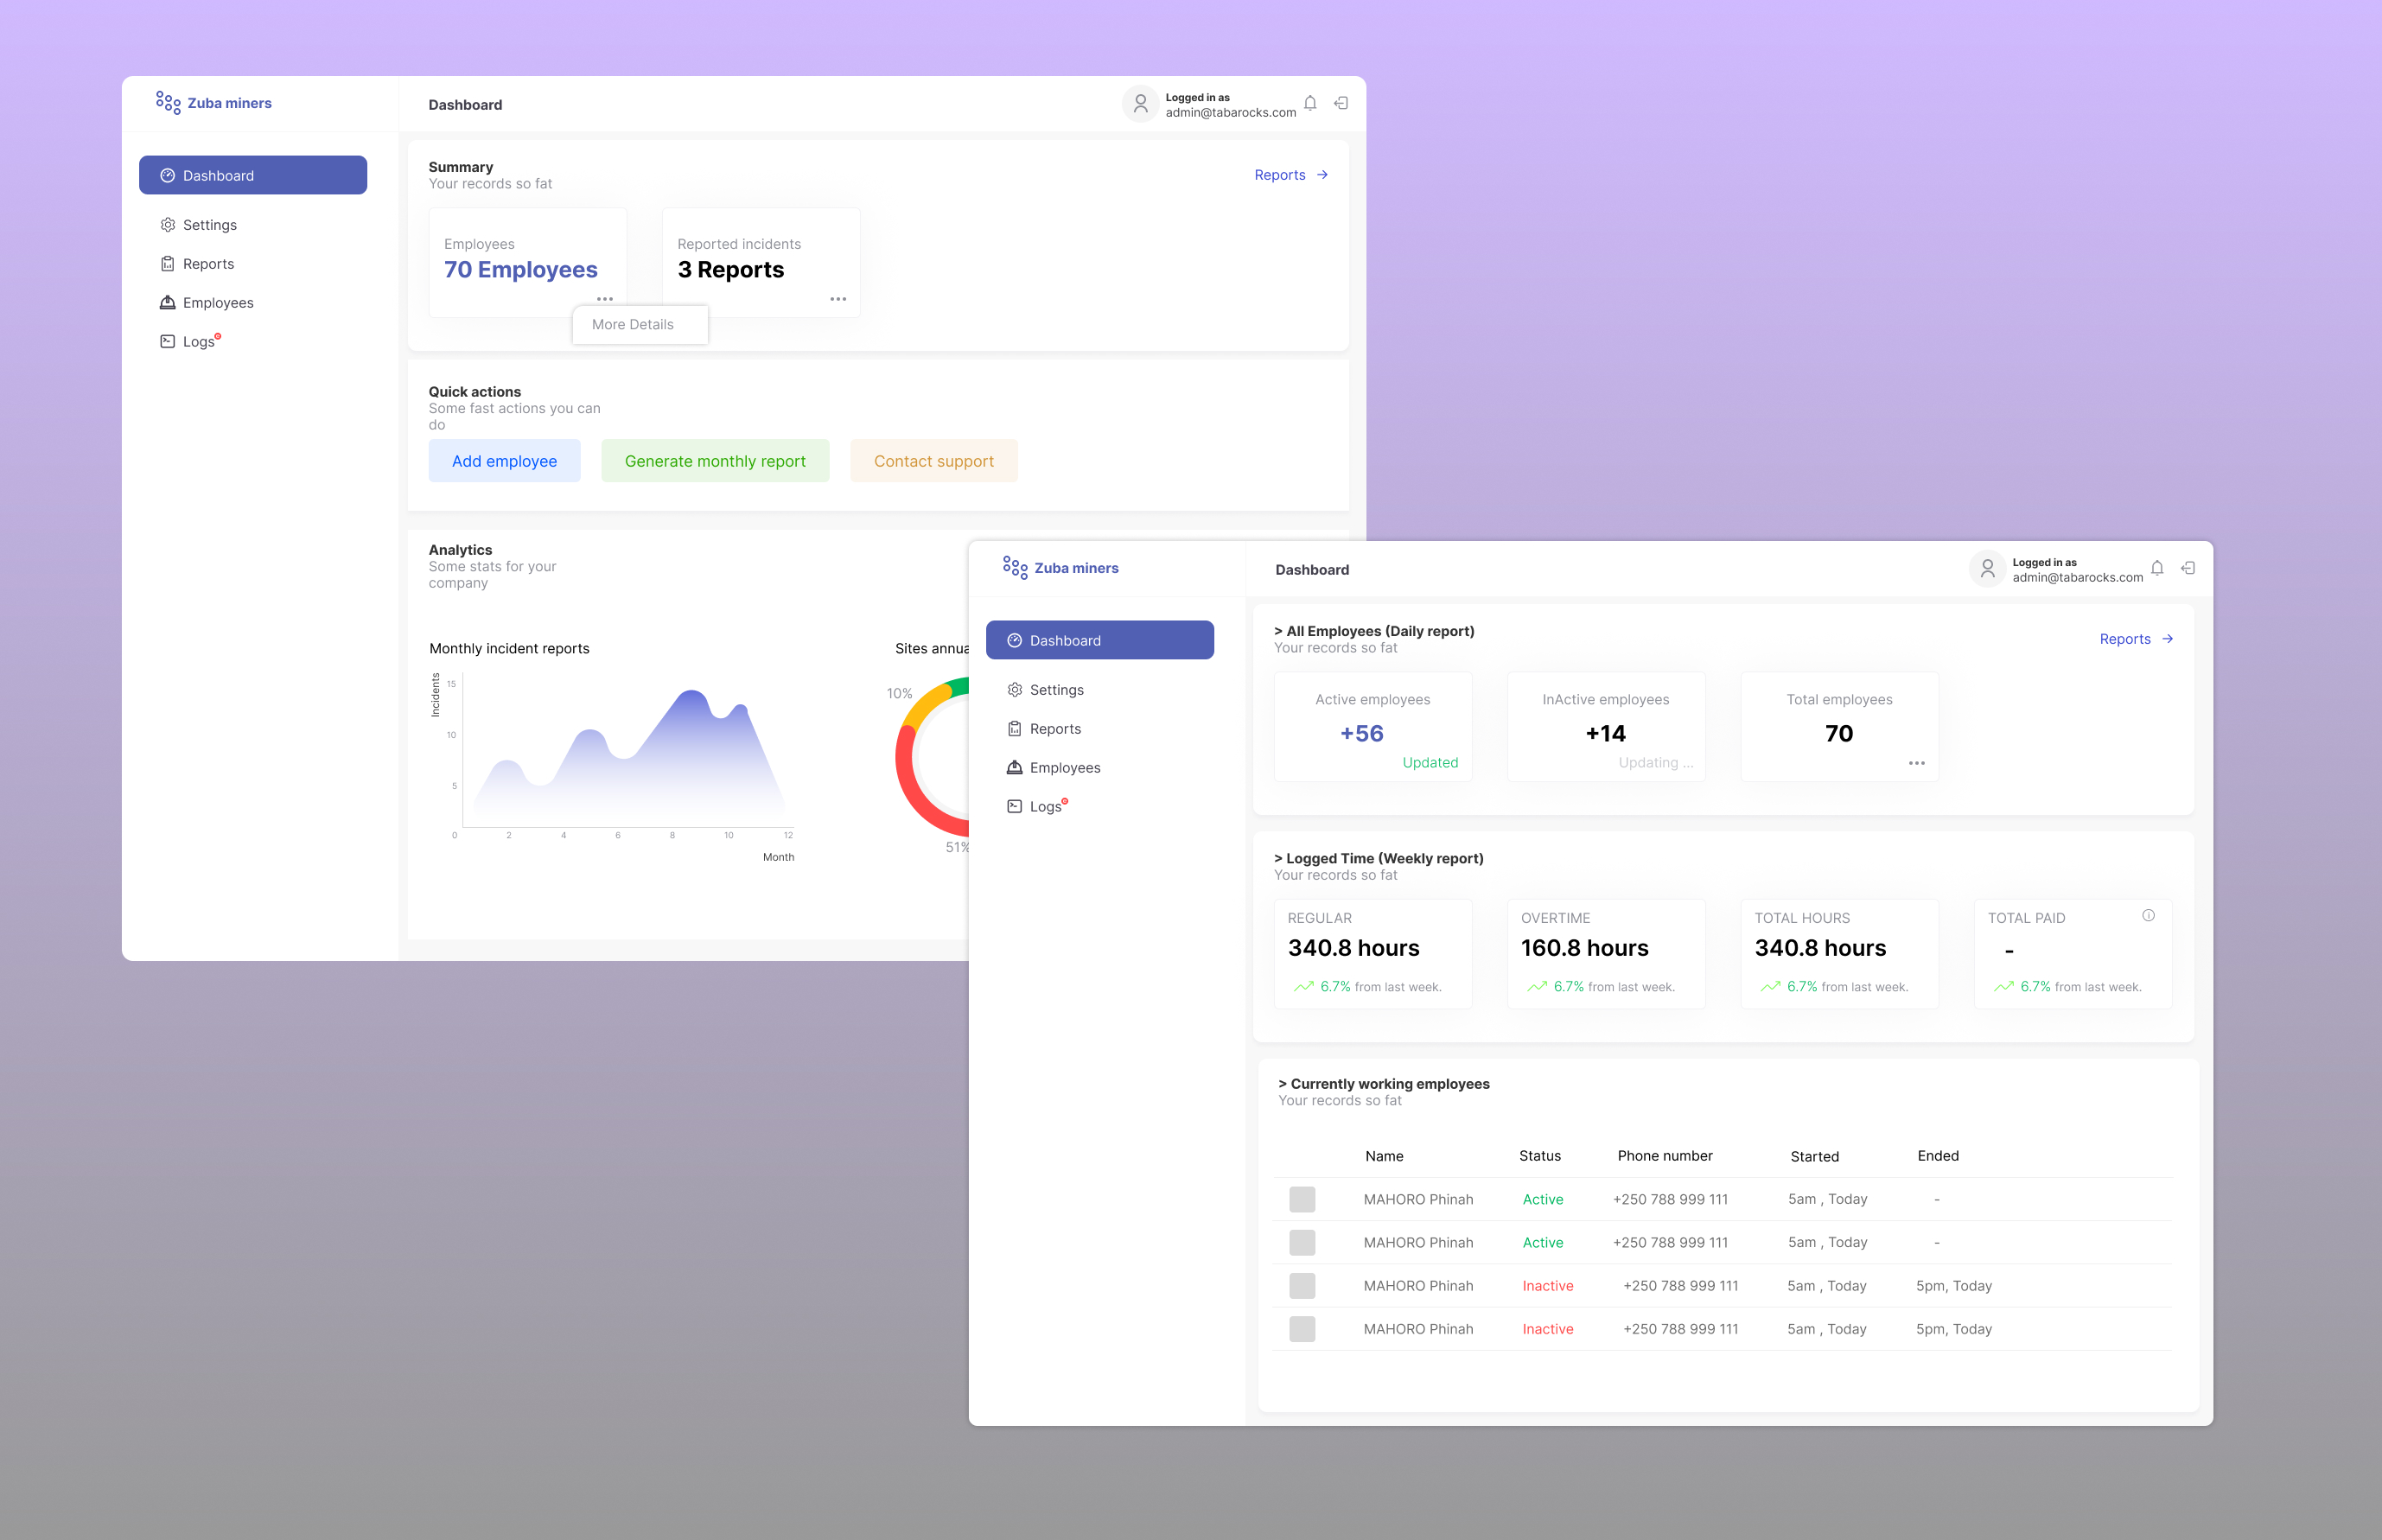 Zuba miners
Dashboard
Logged in as
admin@tabarocks.com
Dashboard
Settings
Reports
Employees
Logs
Summary
Your records so fat
Reports
Employees
70 Employees
Reported incidents
3 Reports
More Details
Quick actions
Some fast actions you can
do
Add employee
Generate monthly report
Contact support
Analytics
Some stats for your
company
Monthly incident reports
Incidents
15
10
5
0
2
4
6
8
10
12
Month
Sites annua
10%
51%
Zuba miners
Dashboard
Logged in as
admin@tabarocks.com
Dashboard
Settings
Reports
Employees
Logs
> All Employees (Daily report)
Your records so fat
Reports
Active employees
+56
Updated
InActive employees
+14
Updating ...
Total employees
70
> Logged Time (Weekly report)
Your records so fat
REGULAR
340.8 hours
6.7% from last week.
OVERTIME
160.8 hours
6.7% from last week.
TOTAL HOURS
340.8 hours
6.7% from last week.
TOTAL PAID
-
6.7% from last week.
> Currently working employees
Your records so fat
Name Status Phone number Started Ended
MAHORO Phinah Active +250 788 999 111 5am , Today -
MAHORO Phinah Active +250 788 999 111 5am , Today -
MAHORO Phinah Inactive +250 788 999 111 5am , Today 5pm, Today
MAHORO Phinah Inactive +250 788 999 111 5am , Today 5pm, Today